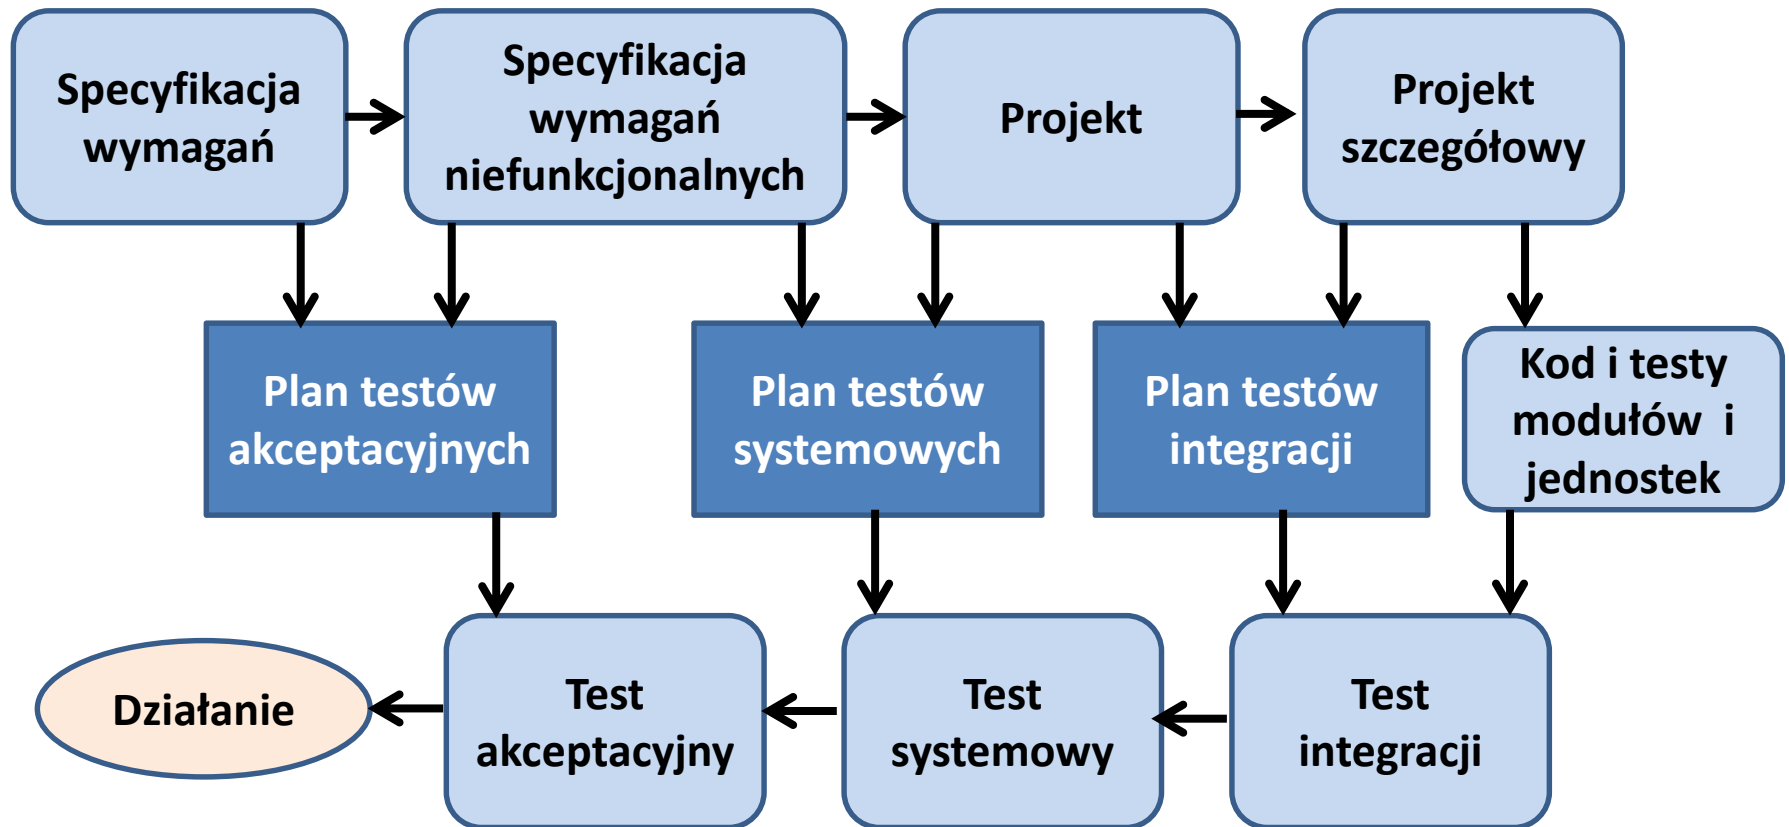 Specyfikacja
wymagań
Specyfikacja
wymagań
niefunkcjonalnych
Projekt
Projekt
szczegółowy
Plan testów
akceptacyjnych
Plan testów
systemowych
Plan testów
integracji
Kod i testy
modułów i
jednostek
Działanie
Test
akceptacyjny
Test
systemowy
Test
integracji